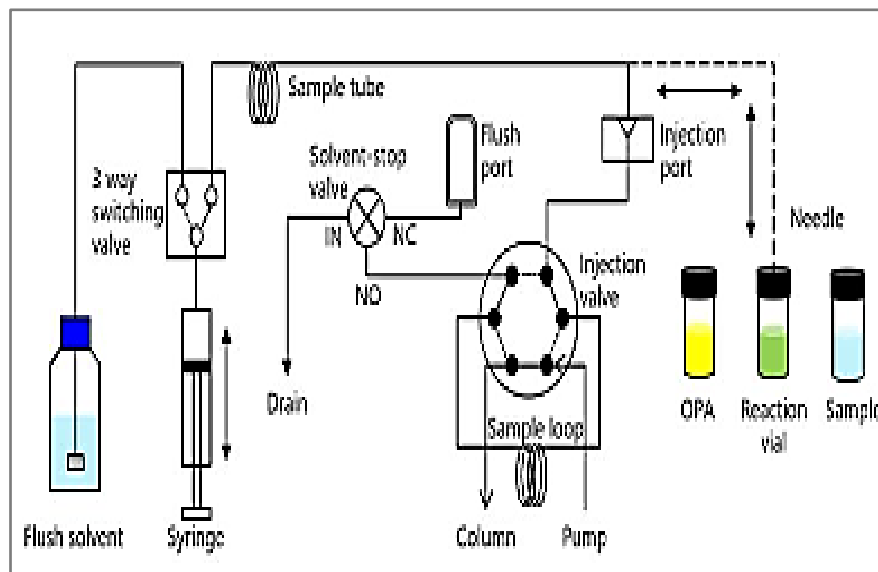 Sample tube
Flush
port
Injection
port
Solvent-stop
valve
3 way
switching
valve
IN
NC
NO
Needle
Injection
valve
Drain
OPA
Reaction
vial
Sample
Sample loop
Flush solvent
Syringe
Column
Pump